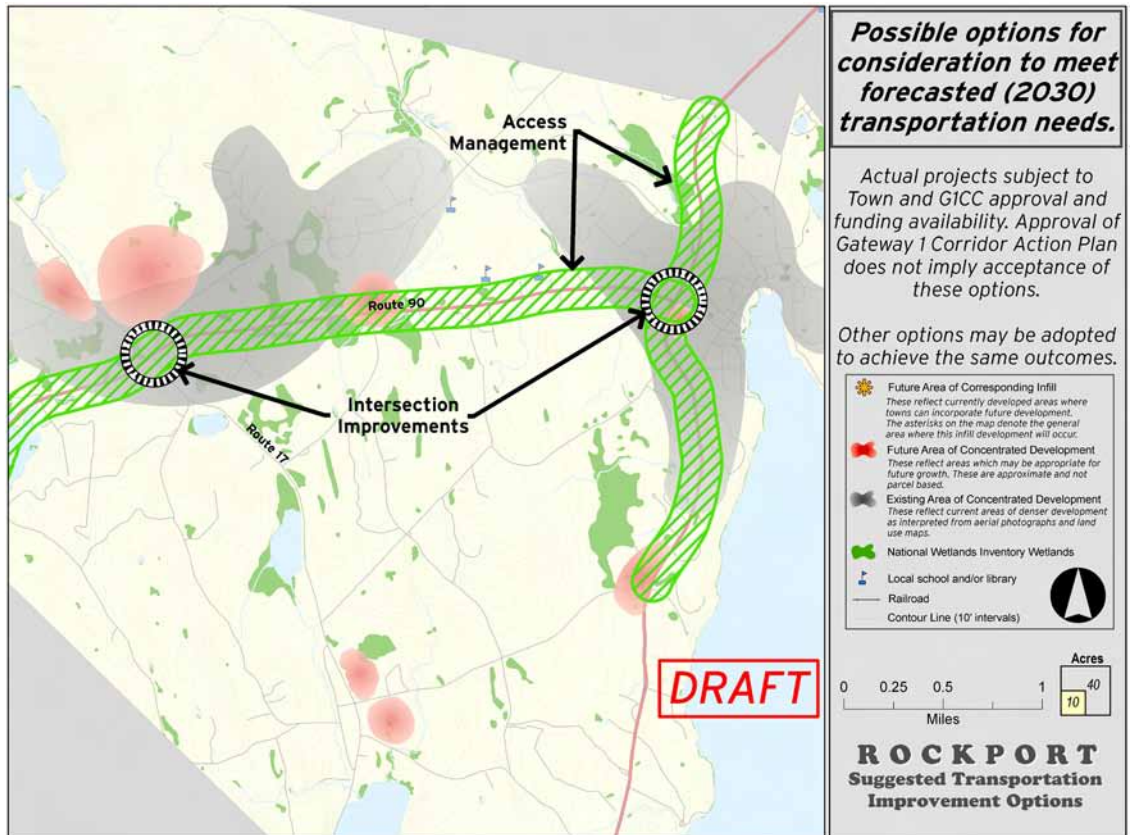 Access
Management
Route 90
Intersection
Improvements
Route 17
DRAFT
Possible options for
consideration to meet
forecasted (2030)
transportation needs.
Actual projects subject to
Town and G1CC approval and
funding availability. Approval of
Gateway 1 Corridor Action Plan
does not imply acceptance of
these options.
Other options may be adopted
to achieve the same outcomes.
Future Area of Corresponding Infill
These reflect currently developed areas where
towns can incorporate future development.
The asterisks on the map denote the general
area where this infill development will occur.
Future Area of Concentrated Development
These reflect areas which may be appropriate for
future growth. These are approximate and not
parcel based.
Existing Area of Concentrated Development
These reflect current areas of denser development
as interpreted from aerial photographs and land
use maps.
National Wetlands Inventory Wetlands
Local school and/or library
Railroad
Contour Line (10' intervals)
Acres
40
10
0 0.25 0.5 1
Miles
ROCKPORT
Suggested Transportation
Improvement Options